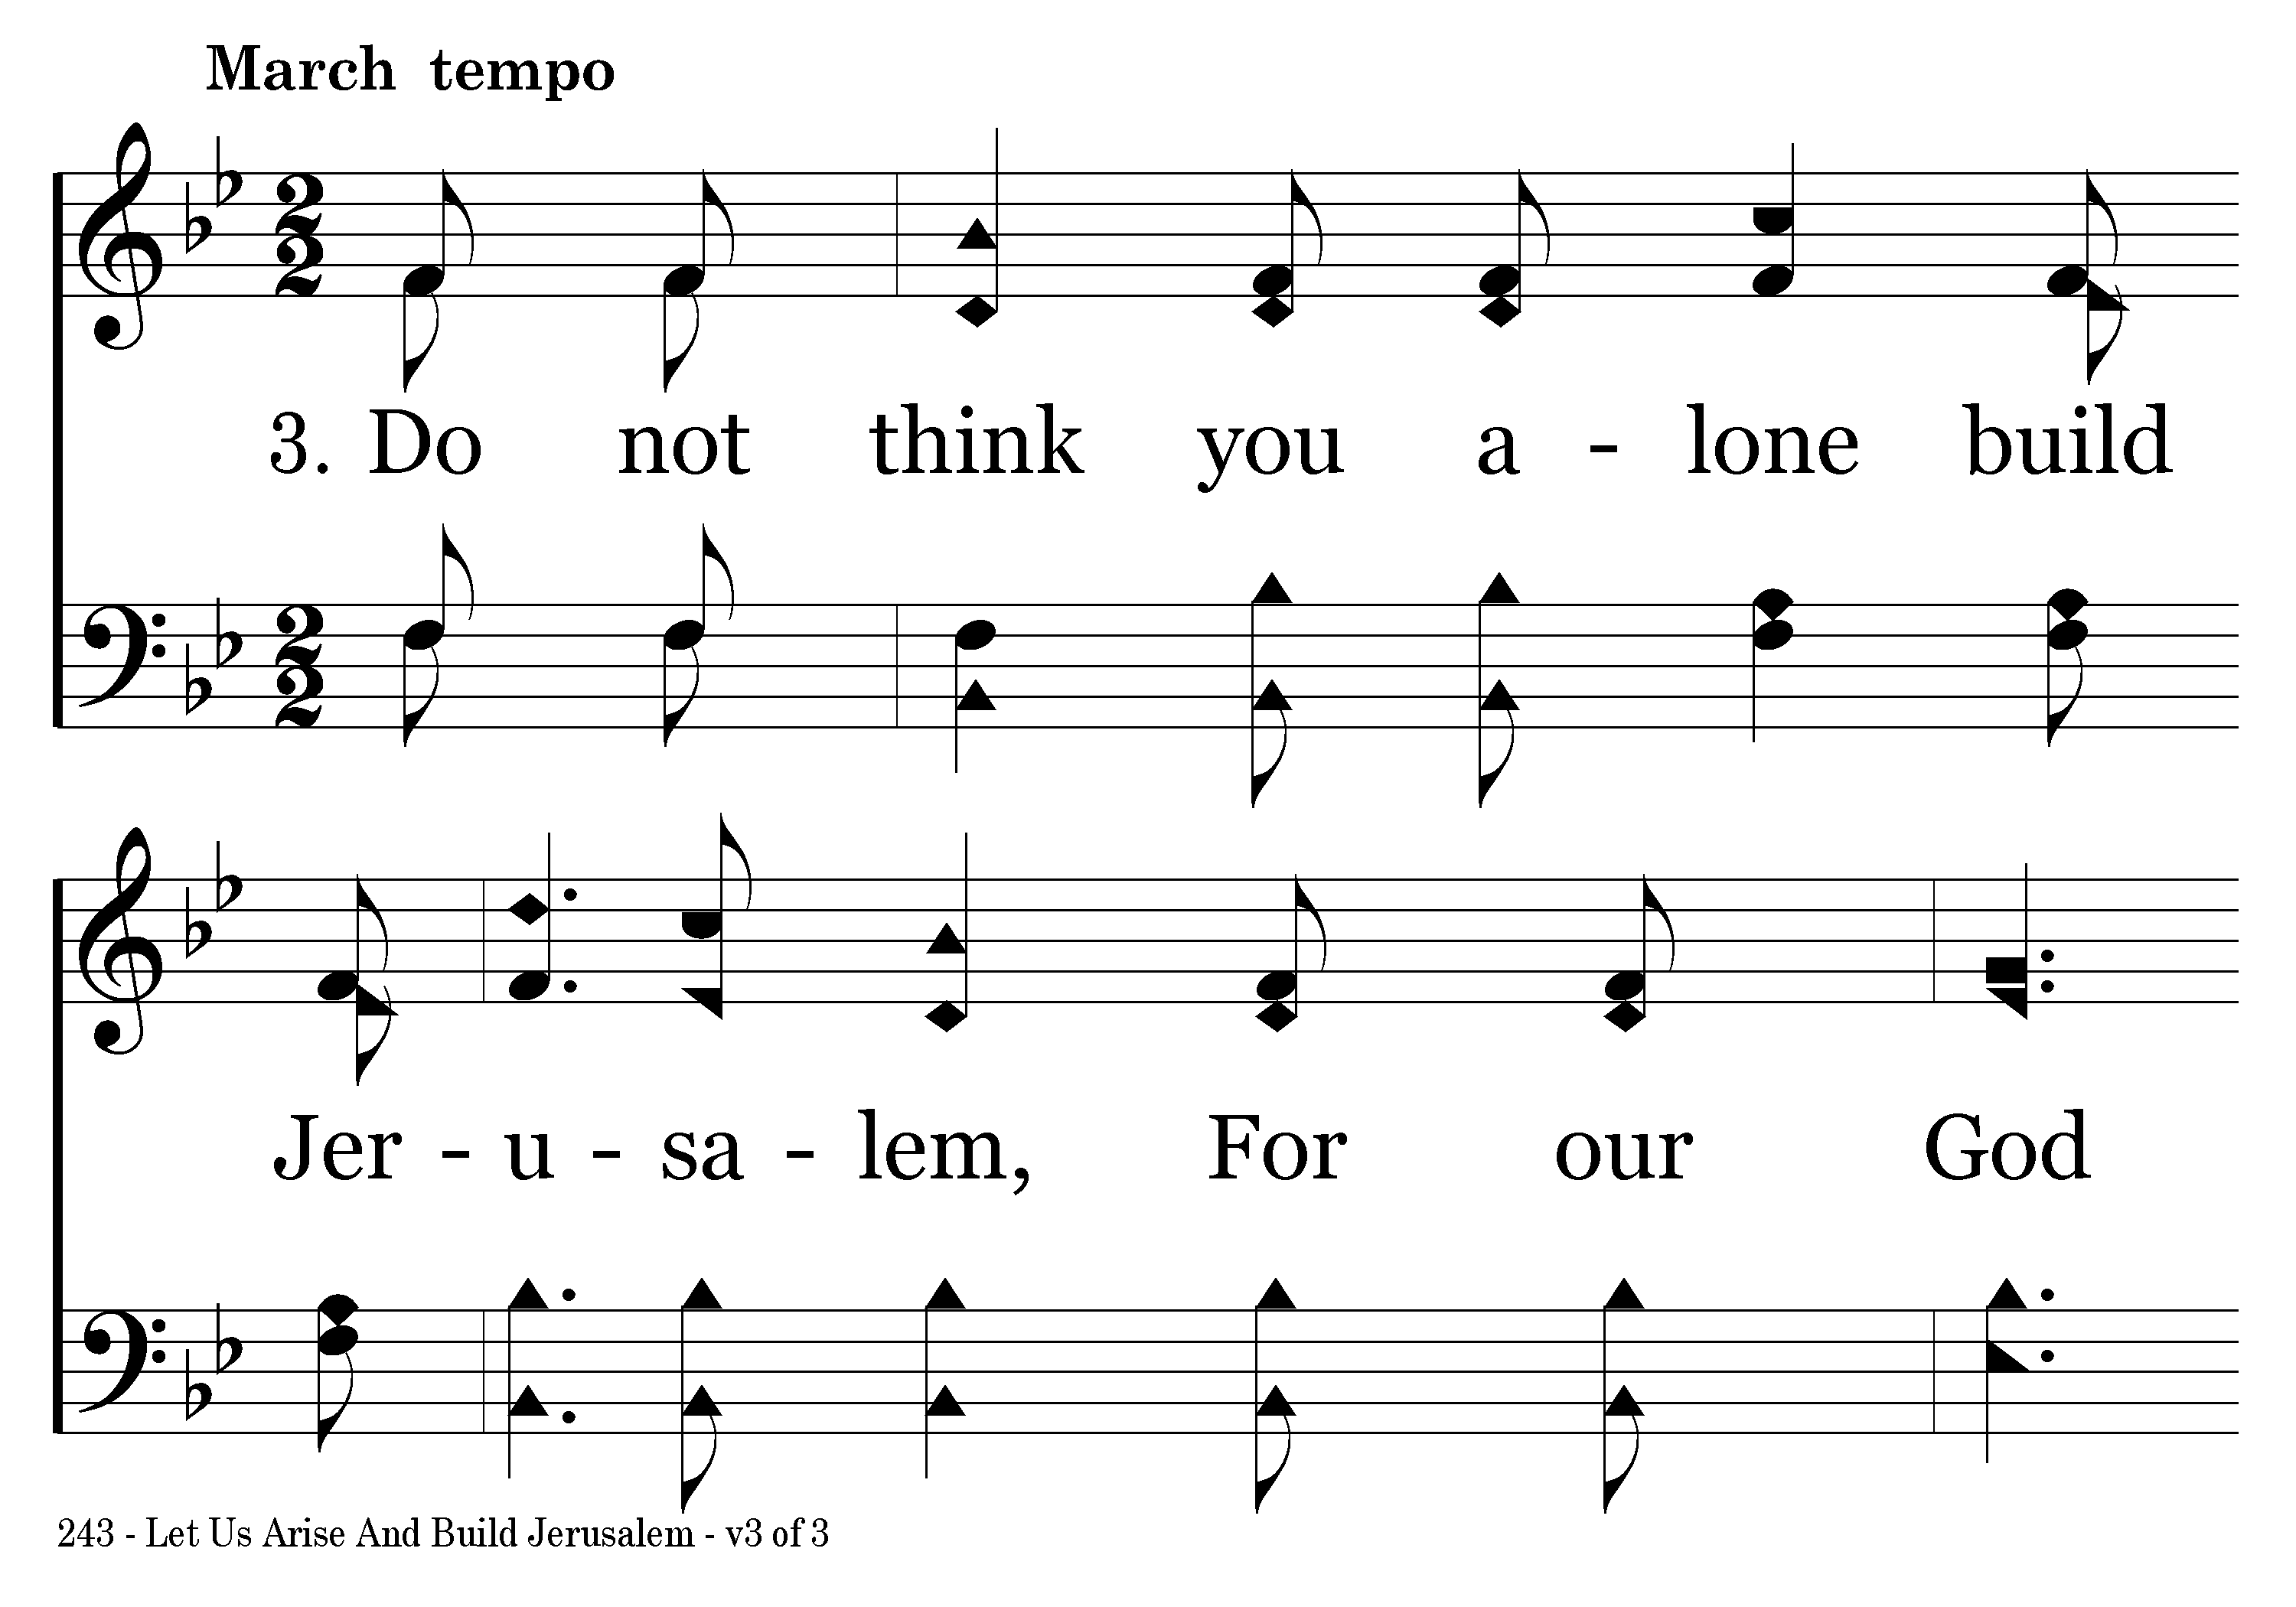 March tempo
3. Do not think you a - lone build
Jer - u - sa - lem, For our God
243 - Let Us Arise And Build Jerusalem - v3 of 3